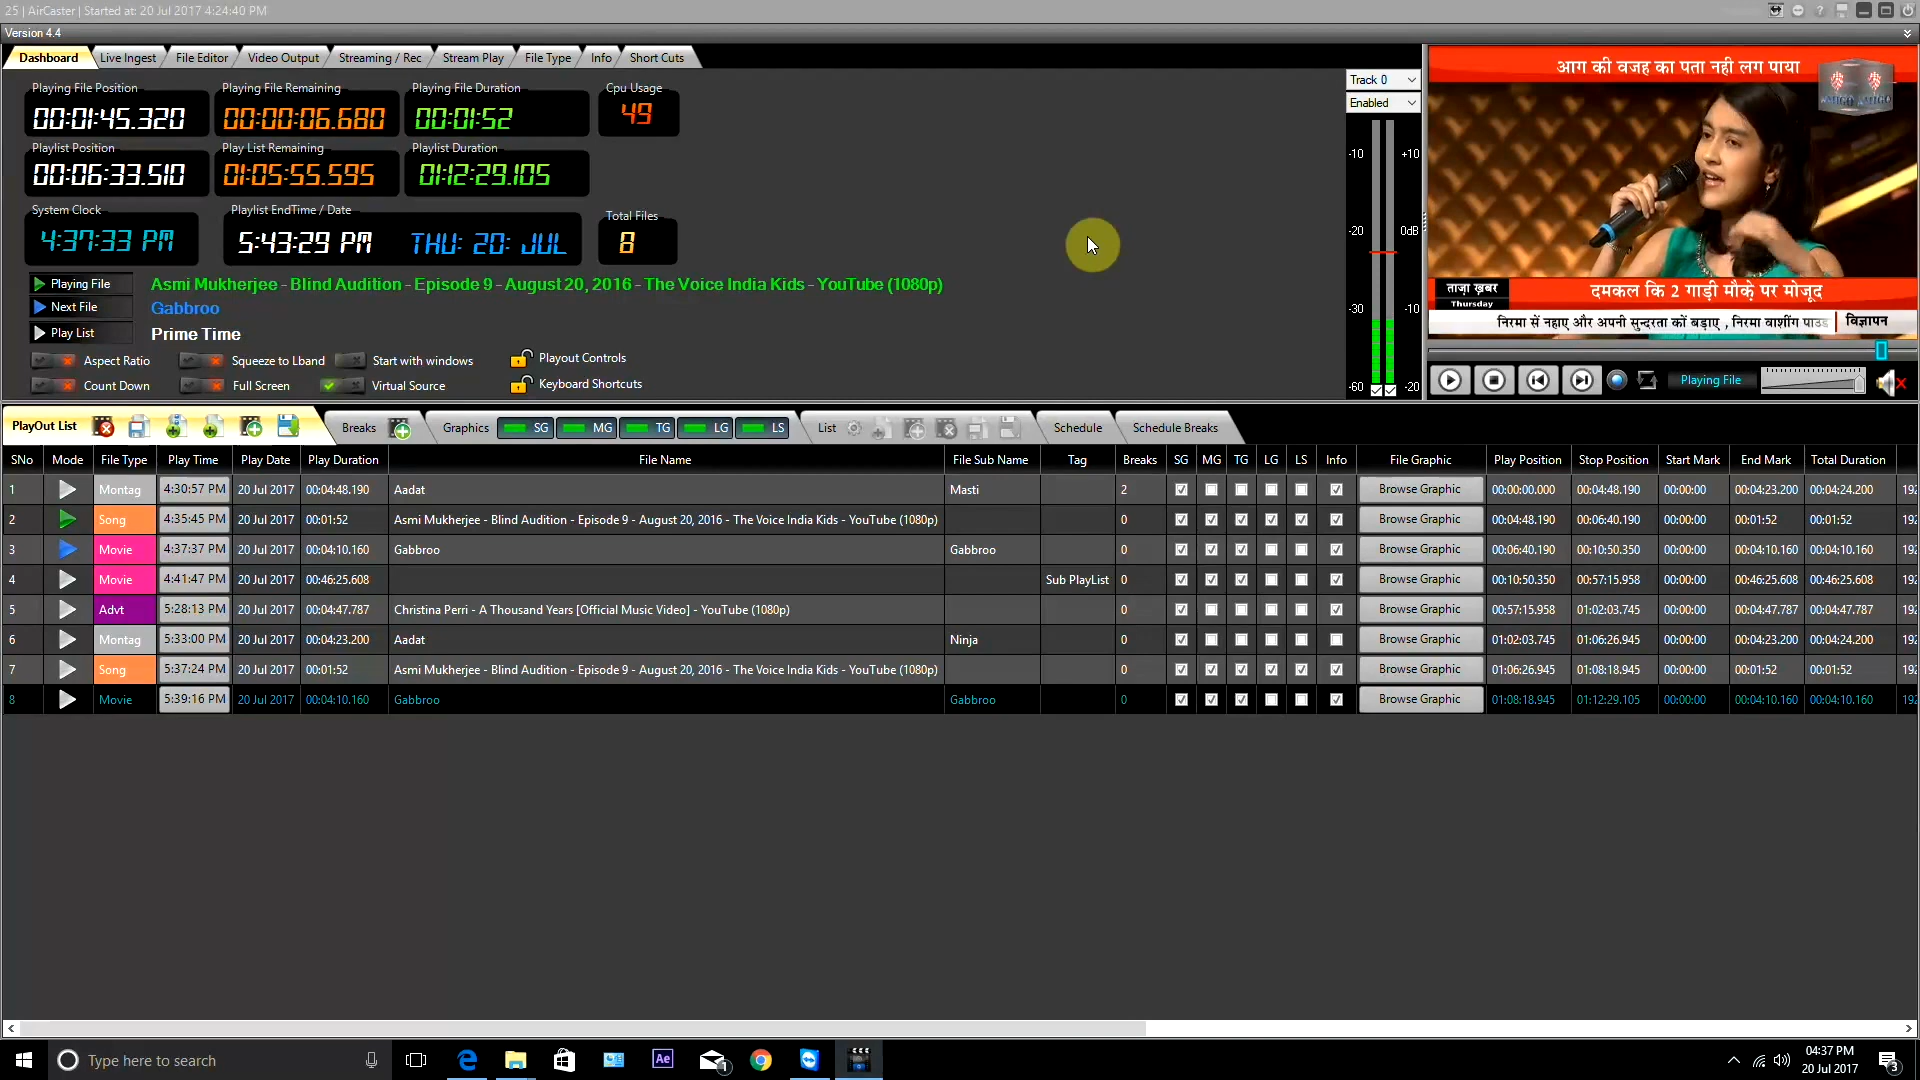 25 | AirCaster | Started at: 20 Jul 2017 4:24:40 PM
Version 4.4
Dashboard Live Ingest File Editor Video Output Streaming / Rec Stream Play File Type Info Short Cuts
Playing File Position Playing File Remaining Playing File Duration Cpu Usage
00:01:45.320 00:00:06.680 00:01:52 49
Playlist Position Play List Remaining Playlist Duration
00:06:33.510 01:05:55.595 01:12:29.105
System Clock Playlist EndTime / Date Total Files
4:37:33 PM 5:43:29 PM THU: 20: JUL 8
Playing File Asmi Mukherjee - Blind Audition - Episode 9 - August 20, 2016 - The Voice India Kids - YouTube (1080p)
Next File Gabbroo
Play List Prime Time
Aspect Ratio Squeeze to Lband Start with windows Playout Controls
Count Down Full Screen Virtual Source Keyboard Shortcuts
Track 0
Enabled
-10 +10
-20 0dB
-30 -10
-60 -20
आग की वजह का पता नही लग पाया
AMIGO AMIGO
ताज़ा ख़बर दमकल कि 2 गाड़ी मौक़े पर मोजूद
Thursday
निरमा सें नहाए और अपनी सुन्दरता कों बड़ाए , निरमा वाशींग पाउड विज्ञापन
Playing File
PlayOut List Breaks Graphics SG MG TG LG LS List Schedule Schedule Breaks
SNo Mode File Type Play Time Play Date Play Duration File Name File Sub Name Tag Breaks SG MG TG LG LS Info File Graphic Play Position Stop Position Start Mark End Mark Total Duration
1 Montag 4:30:57 PM 20 Jul 2017 00:04:48.190 Aadat Masti 2 Browse Graphic 00:00:00.000 00:04:48.190 00:00:00 00:04:23.200 00:04:24.200 192
2 Song 4:35:45 PM 20 Jul 2017 00:01:52 Asmi Mukherjee - Blind Audition - Episode 9 - August 20, 2016 - The Voice India Kids - YouTube (1080p) 0 Browse Graphic 00:04:48.190 00:06:40.190 00:00:00 00:01:52 00:01:52 192
3 Movie 4:37:37 PM 20 Jul 2017 00:04:10.160 Gabbroo Gabbroo 0 Browse Graphic 00:06:40.190 00:10:50.350 00:00:00 00:04:10.160 00:04:10.160 192
4 Movie 4:41:47 PM 20 Jul 2017 00:46:25.608 Sub PlayList 0 Browse Graphic 00:10:50.350 00:57:15.958 00:00:00 00:46:25.608 00:46:25.608 192
5 Advt 5:28:13 PM 20 Jul 2017 00:04:47.787 Christina Perri - A Thousand Years [Official Music Video] - YouTube (1080p) 0 Browse Graphic 00:57:15.958 01:02:03.745 00:00:00 00:04:47.787 00:04:47.787 192
6 Montag 5:33:00 PM 20 Jul 2017 00:04:23.200 Aadat Ninja 0 Browse Graphic 01:02:03.745 01:06:26.945 00:00:00 00:04:23.200 00:04:24.200 192
7 Song 5:37:24 PM 20 Jul 2017 00:01:52 Asmi Mukherjee - Blind Audition - Episode 9 - August 20, 2016 - The Voice India Kids - YouTube (1080p) 0 Browse Graphic 01:06:26.945 01:08:18.945 00:00:00 00:01:52 00:01:52 192
8 Movie 5:39:16 PM 20 Jul 2017 00:04:10.160 Gabbroo Gabbroo 0 Browse Graphic 01:08:18.945 01:12:29.105 00:00:00 00:04:10.160 00:04:10.160 192
Type here to search Ae 1 04:37 PM
20 Jul 2017 3